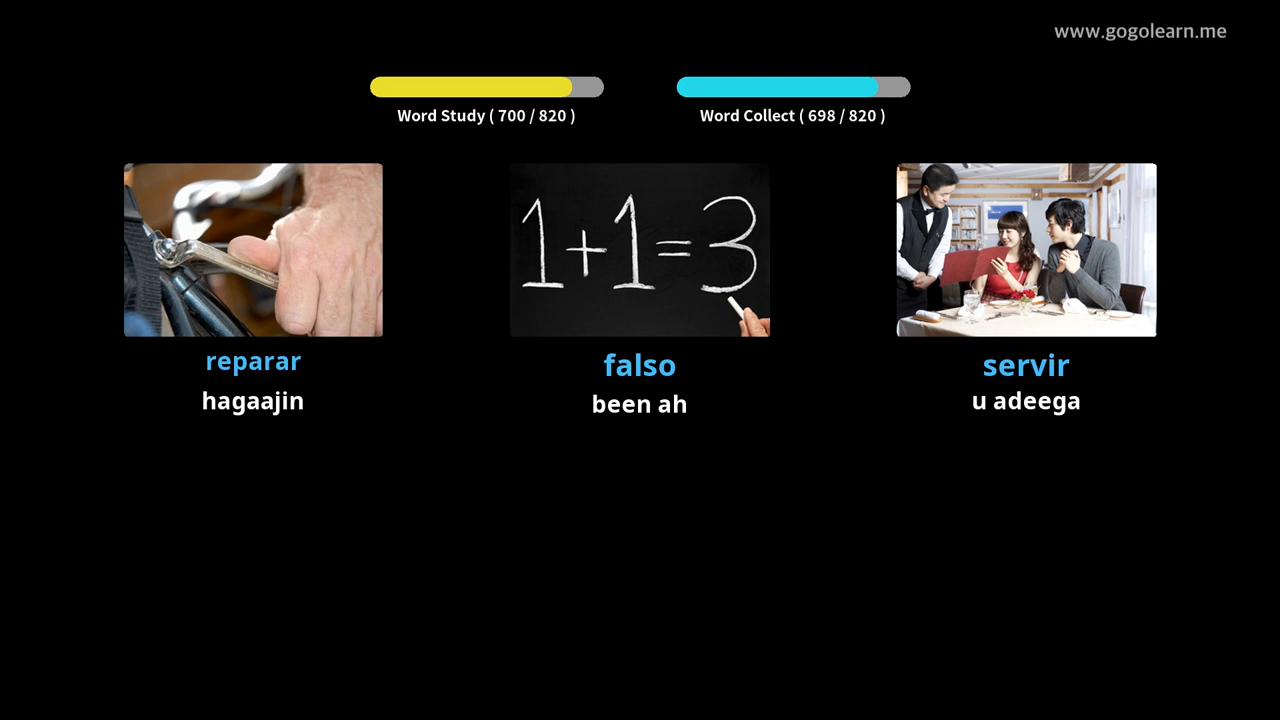 www.gogolearn.me
Word Study ( 700 / 820 )
Word Collect ( 698 / 820 )
1+1=3
reparar
hagaajin
falso
been ah
servir
u adeega